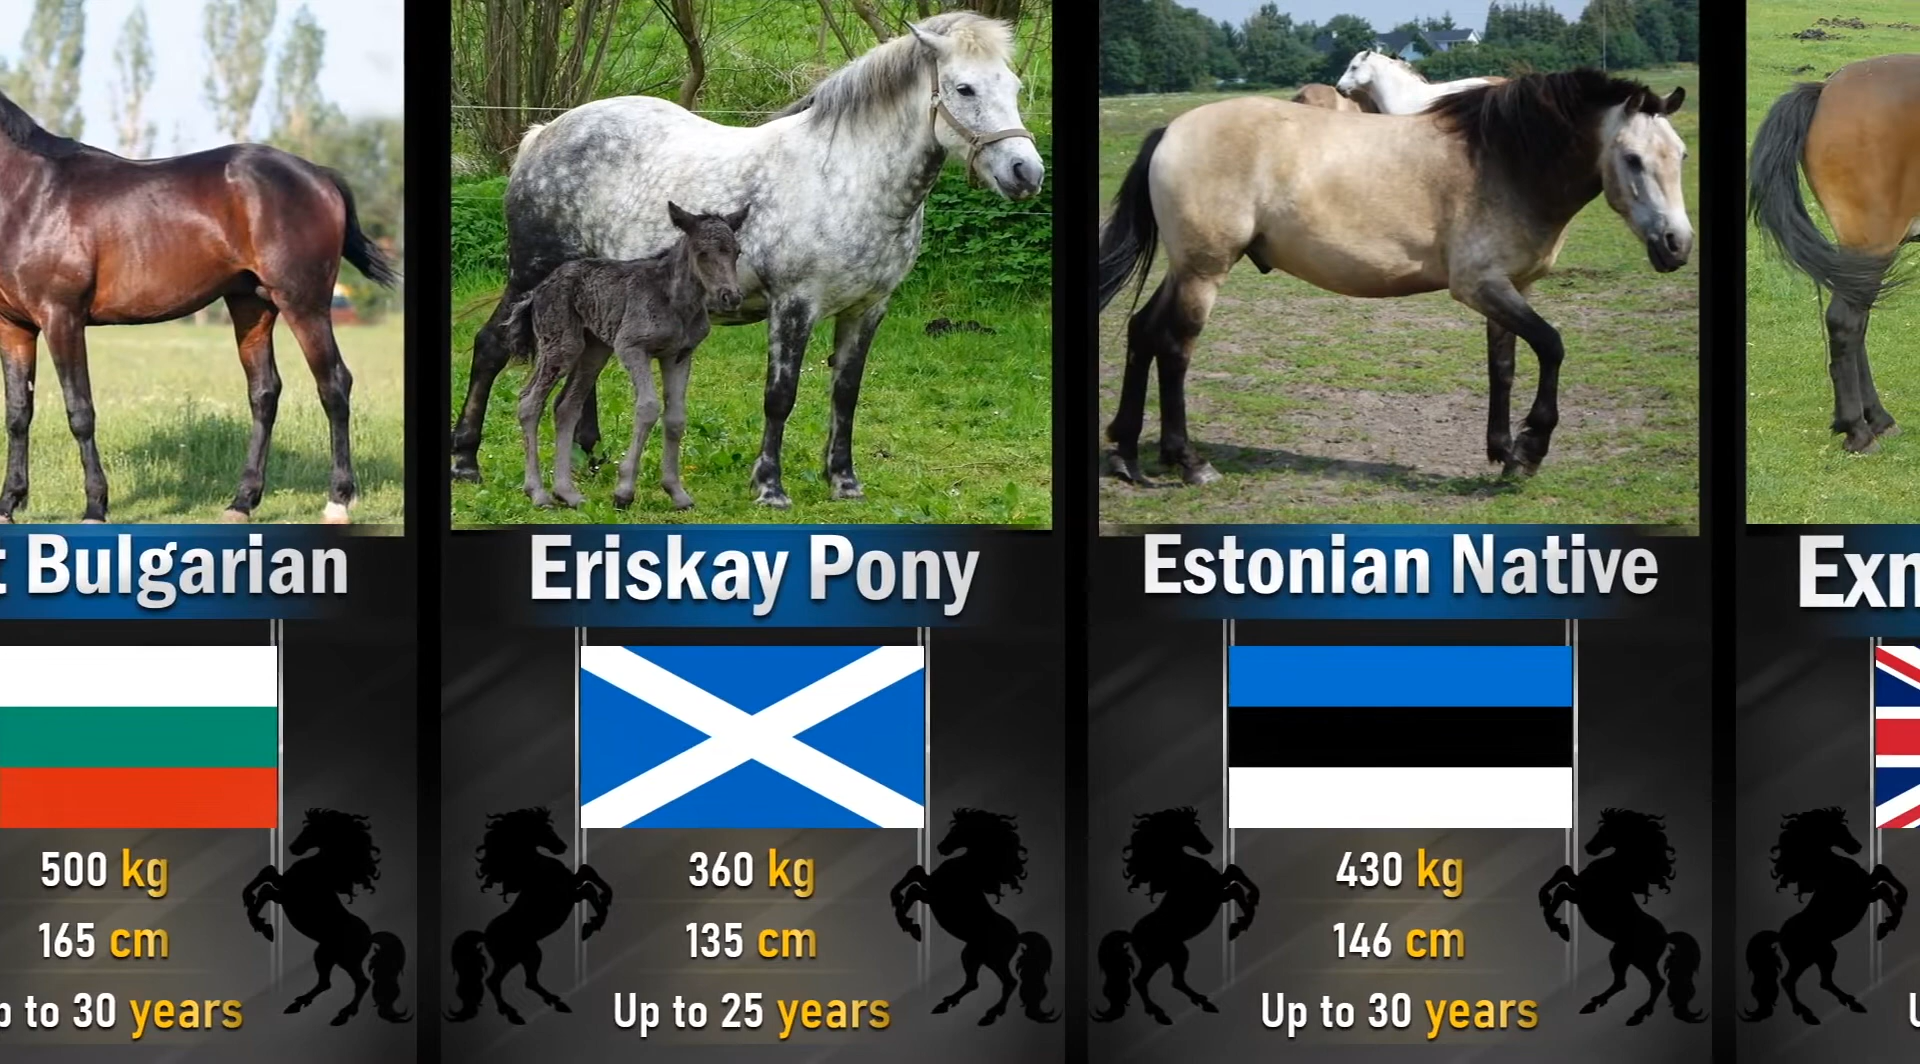 Bulgarian
500 kg
165 cm
to 30 years
Eriskay Pony
360 kg
135 cm
Up to 25 years
Estonian Native
430 kg
146 cm
Up to 30 years